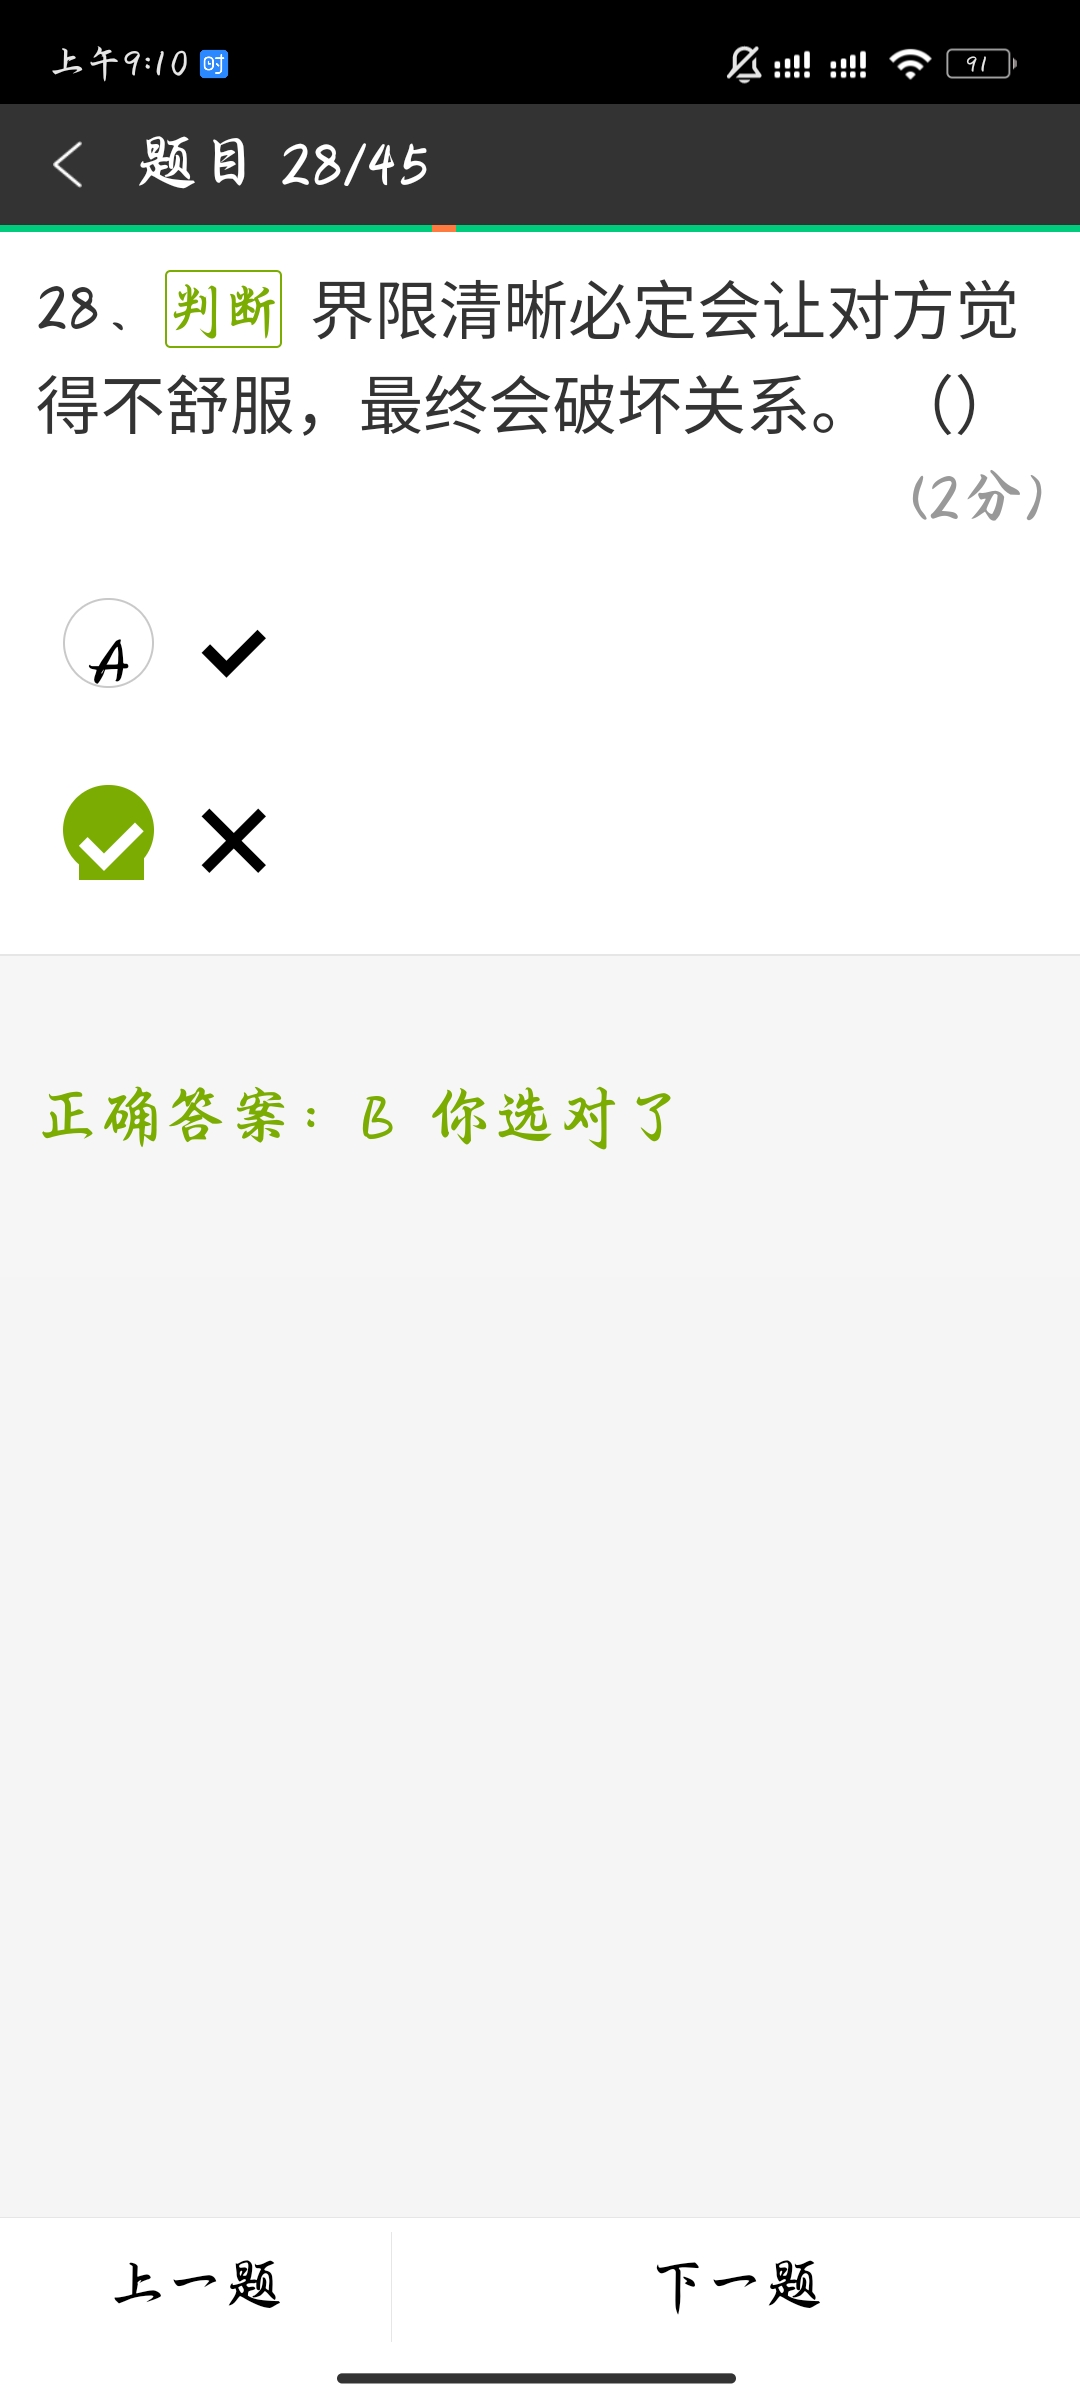 上午9:10 时 91
题目 28/45
28、 判断 界限清晰必定会让对方觉
得不舒服，最终会破坏关系。 （）
(2分)
A
正确答案：B 你选对了
上一题 下一题